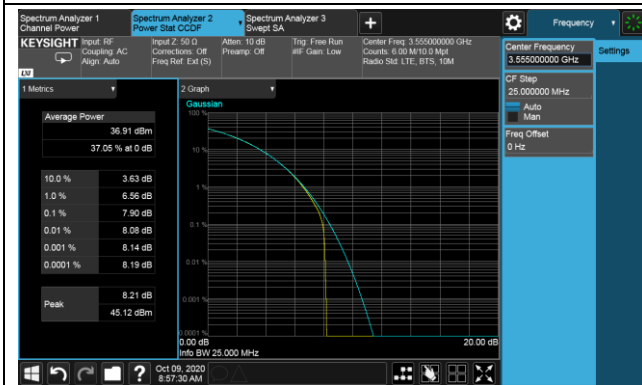 Spectrum Analyzer 1
Channel Power
Spectrum Analyzer 2
Power Stat CCDF
Spectrum Analyzer 3
Swept SA
+
Frequency
KEYSIGHT
Input: RF
Coupling: AC
Align: Auto
Input Z: 50 Ω
Corrections: Off
Freq Ref: Ext (S)
Atten: 10 dB
Preamp: Off
Trig: Free Run
#IF Gain: Low
Center Freq: 3.555000000 GHz
Counts: 6.00 M/10.0 Mpt
Radio Std: LTE, BTS, 10M
LXI
Center Frequency
3.555000000 GHz
Settings
CF Step
25.000000 MHz
Auto
Man
Freq Offset
0 Hz
1 Metrics
Average Power
36.91 dBm
37.05 % at 0 dB
10.0 % 3.63 dB
1.0 % 6.56 dB
0.1 % 7.90 dB
0.01 % 8.08 dB
0.001 % 8.14 dB
0.0001 % 8.19 dB
Peak
8.21 dB
45.12 dBm
2 Graph
Gaussian
100 %
10 %
1 %
0.1 %
0.01 %
0.001 %
0.0001 %
0.00 dB
20.00 dB
Info BW 25.000 MHz
?
Oct 09, 2020
8:57:30 AM